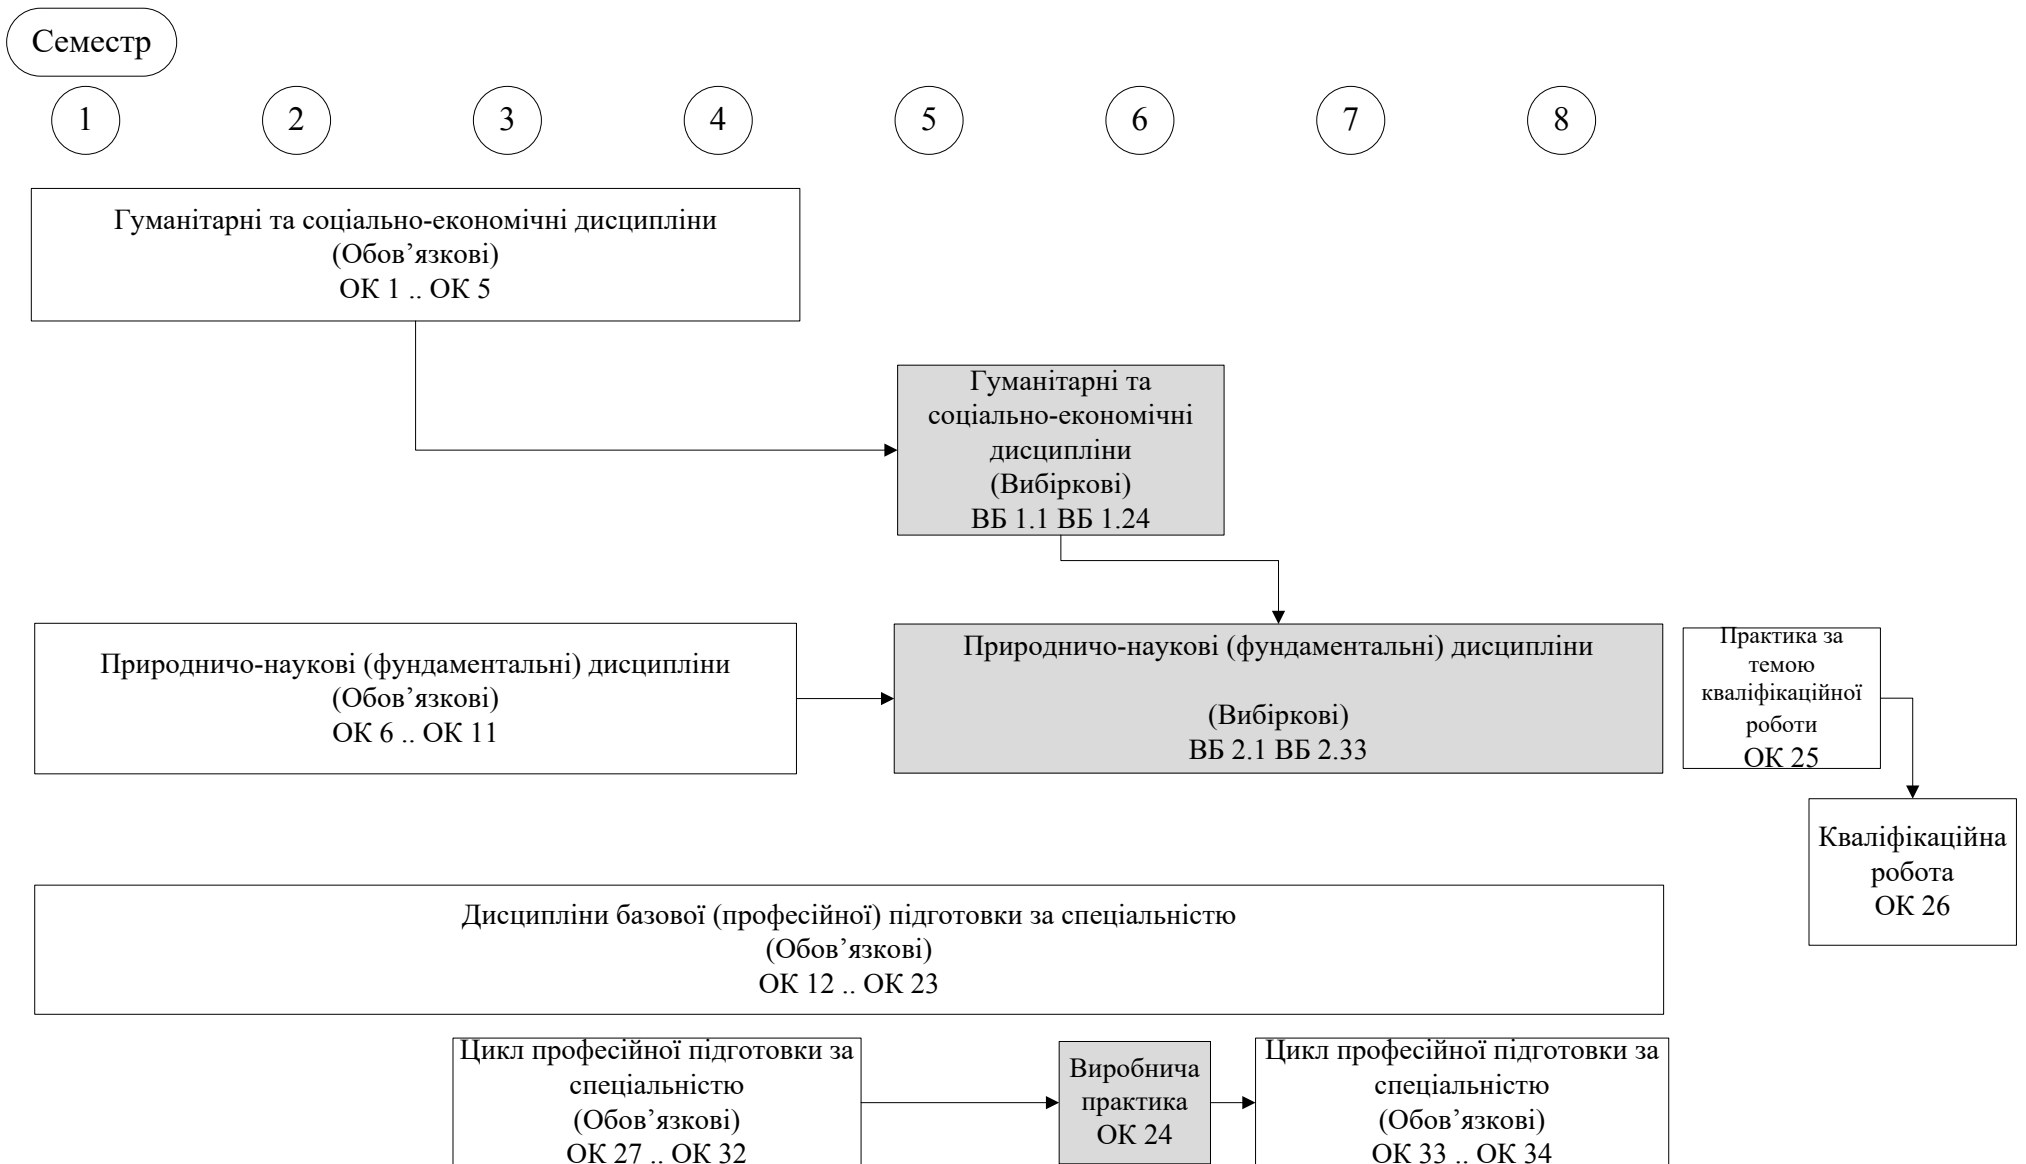 Семестр
1
2
3
4
5
6
7
8
Гуманітарні та соціально-економічні дисципліни
(Обов’язкові)
ОК 1 .. ОК 5
Гуманітарні та
соціально-економічні
дисципліни
(Вибіркові)
ВБ 1.1 ВБ 1.24
Природничо-наукові (фундаментальні) дисципліни
(Обов’язкові)
ОК 6 .. ОК 11
Природничо-наукові (фундаментальні) дисципліни
(Вибіркові)
ВБ 2.1 ВБ 2.33
Практика за
темою
кваліфікаційної
роботи
ОК 25
Кваліфікаційна
робота
ОК 26
Дисципліни базової (професійної) підготовки за спеціальністю
(Обов’язкові)
ОК 12 .. ОК 23
Цикл професійної підготовки за
спеціальністю
(Обов’язкові)
ОК 27 .. ОК 32
Виробнича
практика
ОК 24
Цикл професійної підготовки за
спеціальністю
(Обов’язкові)
ОК 33 .. ОК 34